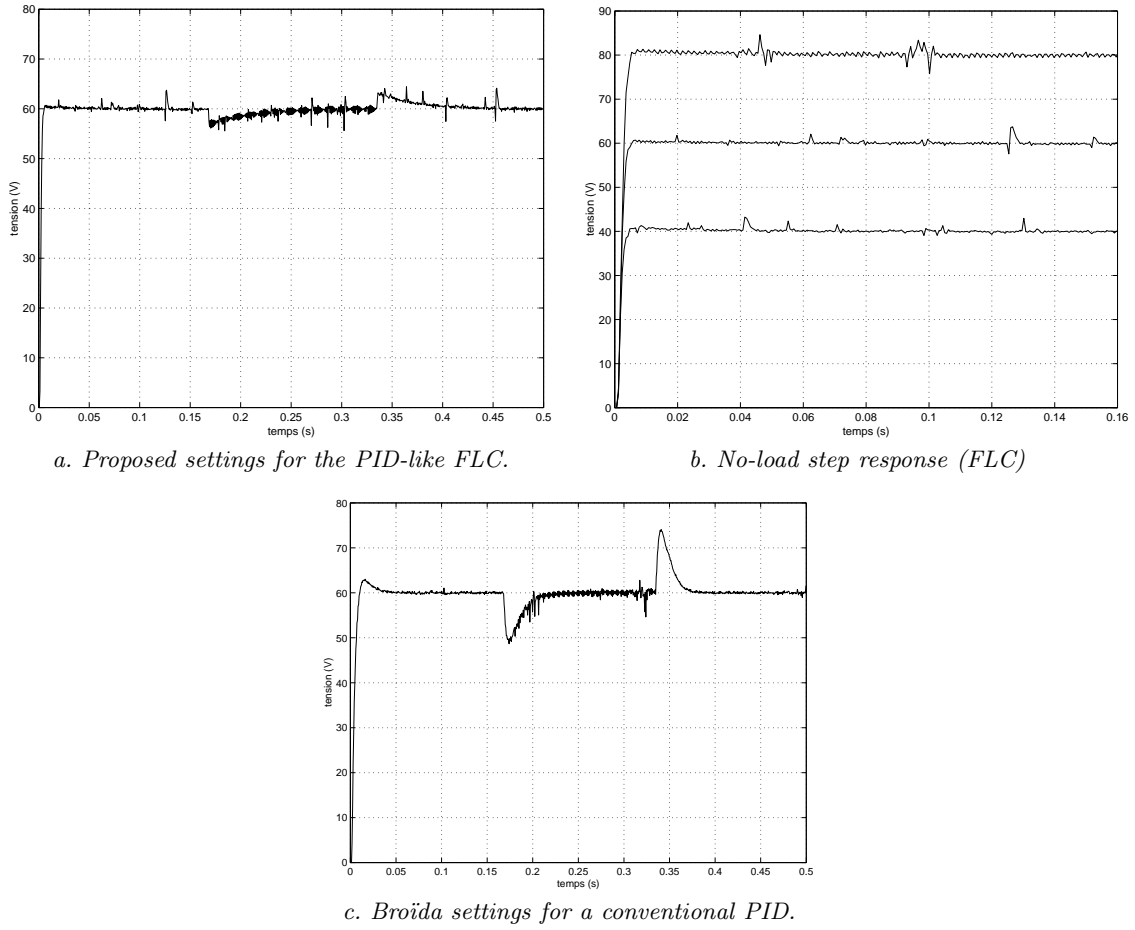 80
70
60
50
40
30
20
10
0
tension (V)
0 0.05 0.1 0.15 0.2 0.25 0.3 0.35 0.4 0.45 0.5
temps (s)
a. Proposed settings for the PID-like FLC.
90
80
70
60
50
40
30
20
10
0
tension (V)
0 0.02 0.04 0.06 0.08 0.1 0.12 0.14 0.16
temps (s)
b. No-load step response (FLC)
80
70
60
50
40
30
20
10
0
tension (V)
0 0.05 0.1 0.15 0.2 0.25 0.3 0.35 0.4 0.45 0.5
temps (s)
c. Broïda settings for a conventional PID.